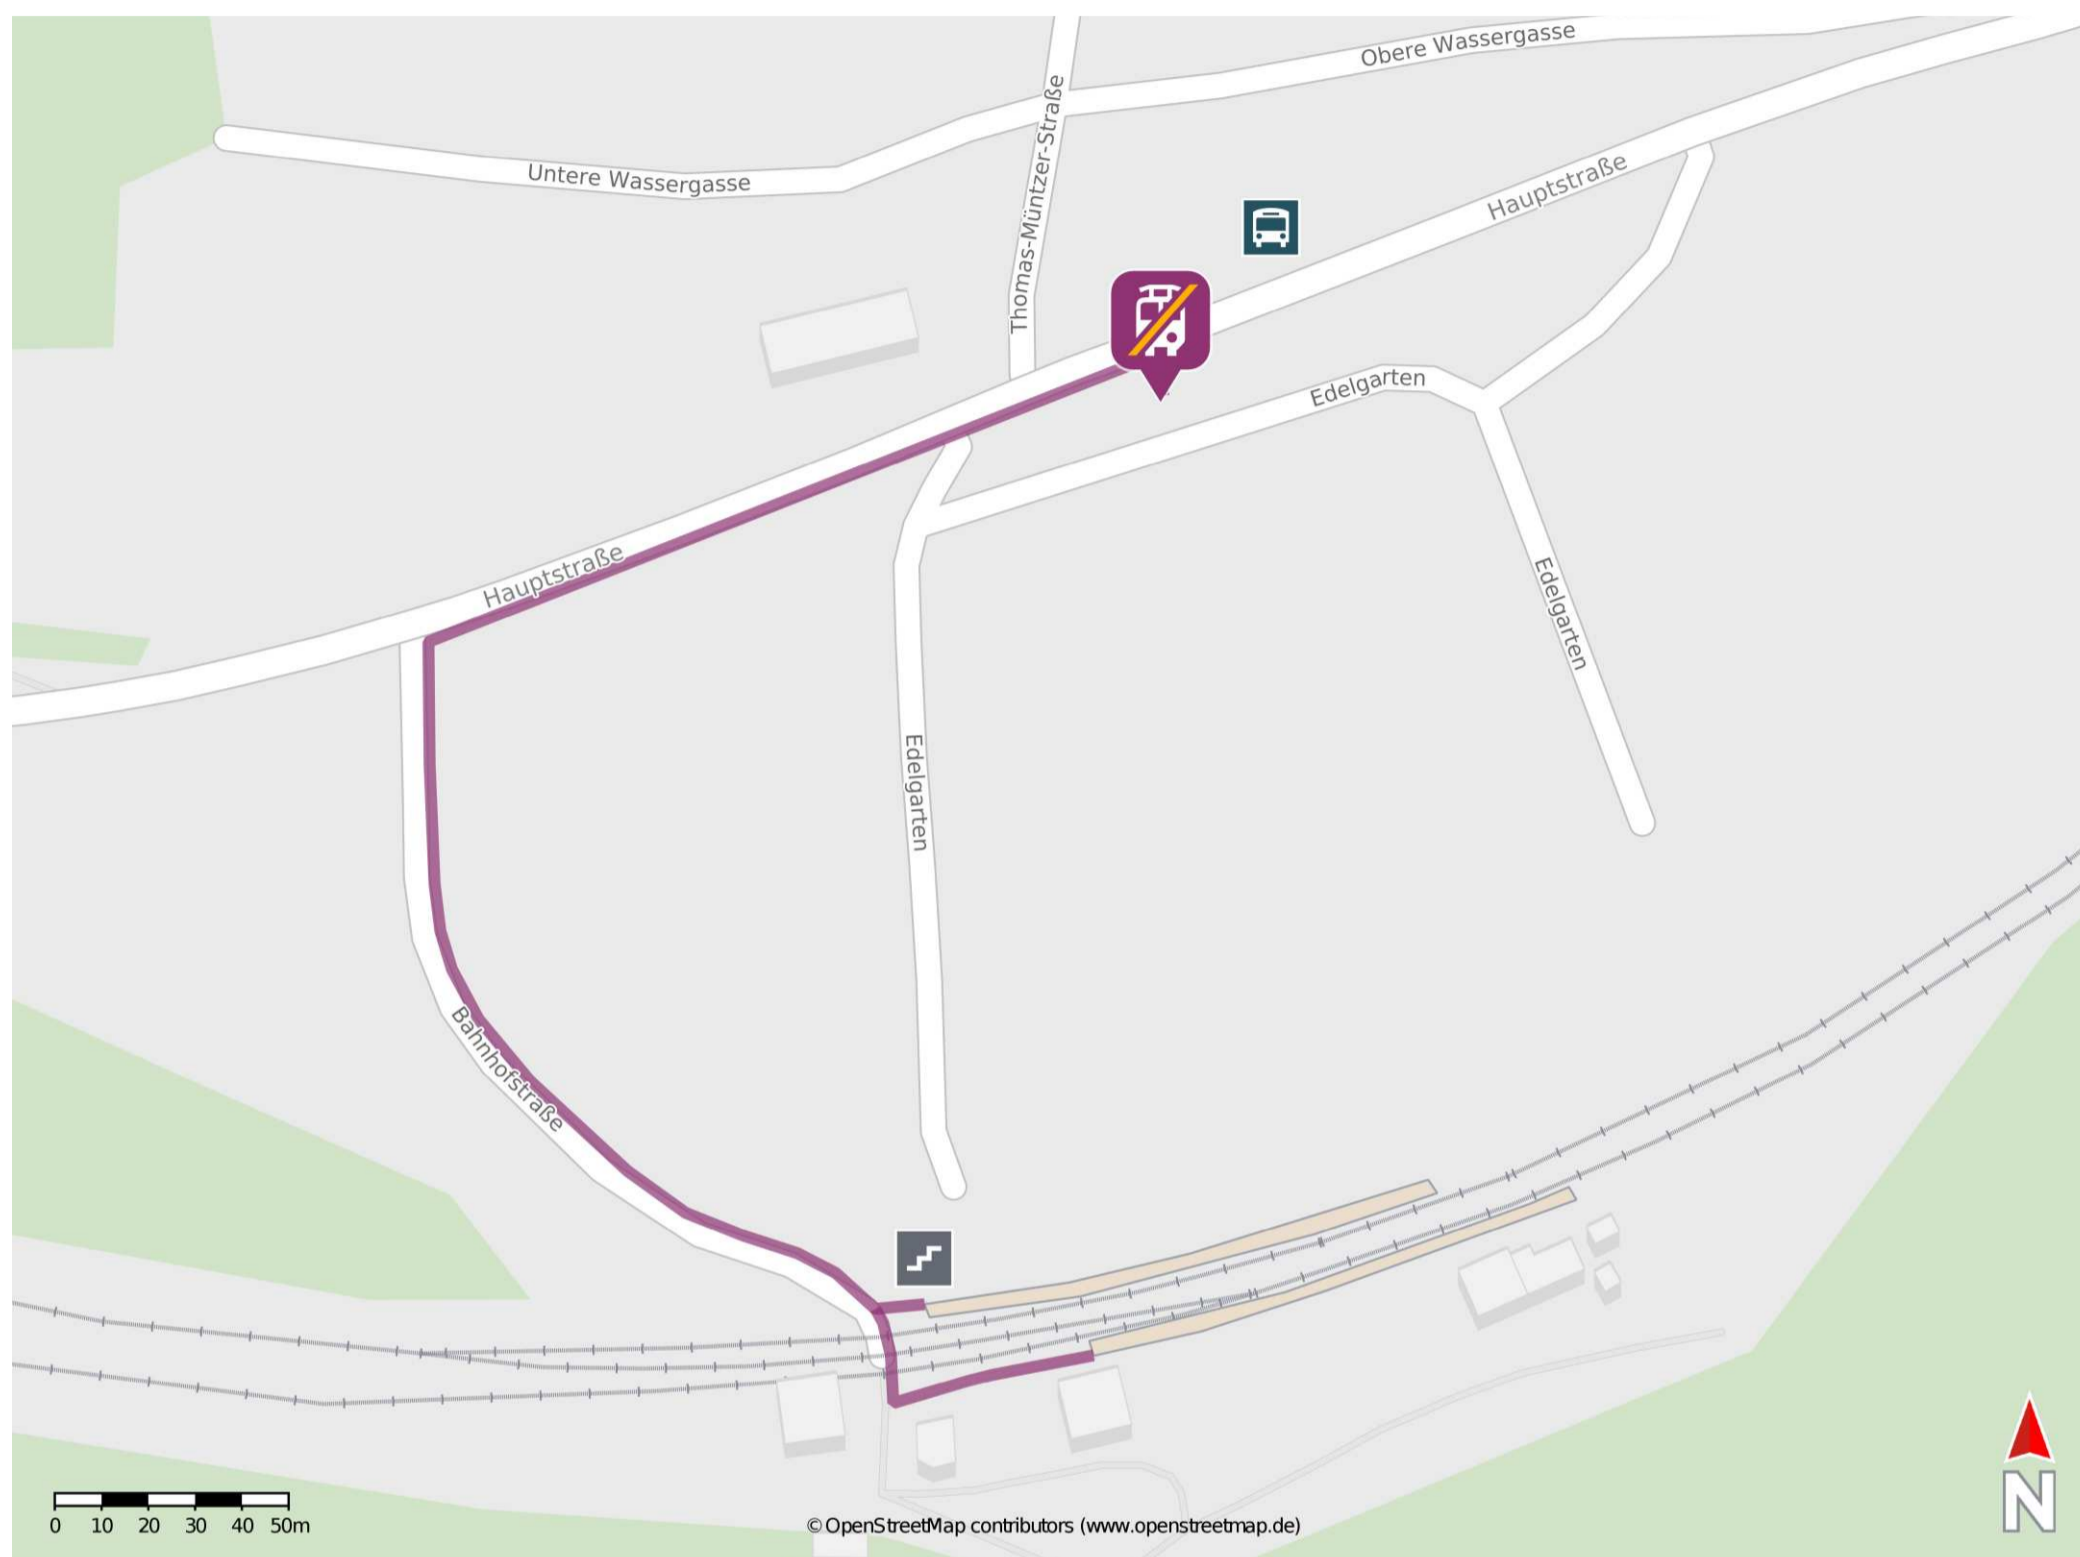 Obere Wassergasse
Thomas-Müntzer-Straße
Untere Wassergasse
Hauptstraße
Edelgarten
Hauptstraße
Edelgarten
Edelgarten
Bahnhofstraße
0 10 20 30 40 50m
© OpenStreetMap contributors (www.openstreetmap.de)
N